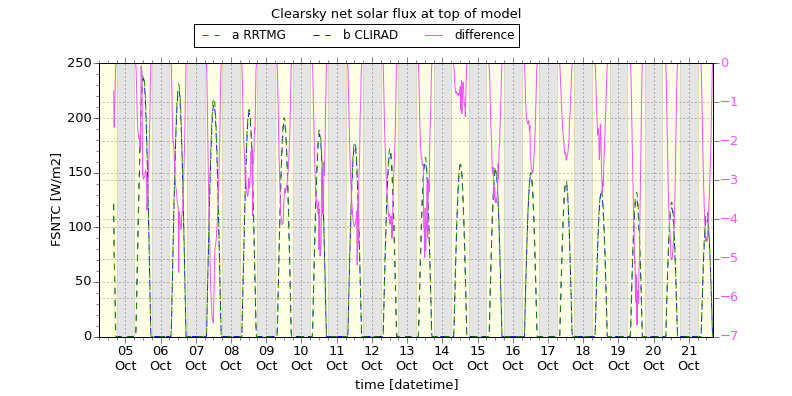 Clearsky net solar flux at top of model
a RRTMG b CLIRAD difference
250
200
150
100
50
0
FSNTC [W/m2]
0
−1
−2
−3
−4
−5
−6
−7
05 06 07 08 09 10 11 12 13 14 15 16 17 18 19 20 21
Oct Oct Oct Oct Oct Oct Oct Oct Oct Oct Oct Oct Oct Oct Oct Oct Oct
time [datetime]